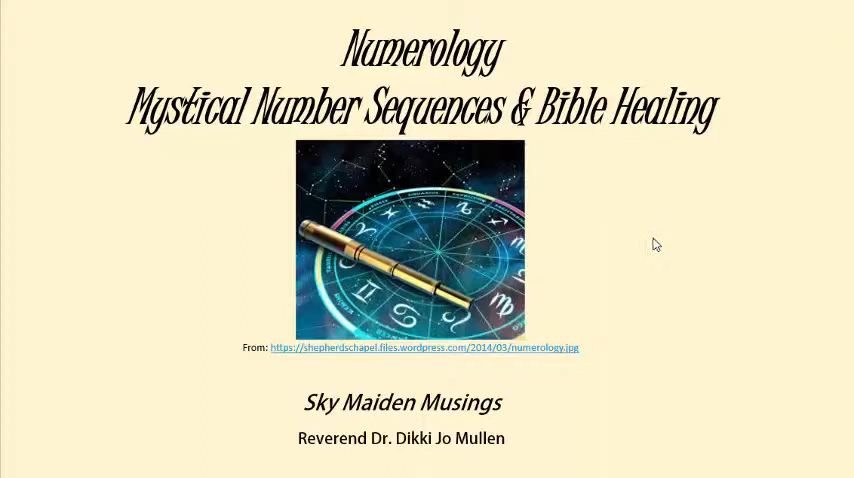 Numerology
Mystical Number Sequences & Bible Healing
From: https://shepherdschapel.files.wordpress.com/2014/03/numerology.jpg
Sky Maiden Musings
Reverend Dr. Dikki Jo Mullen